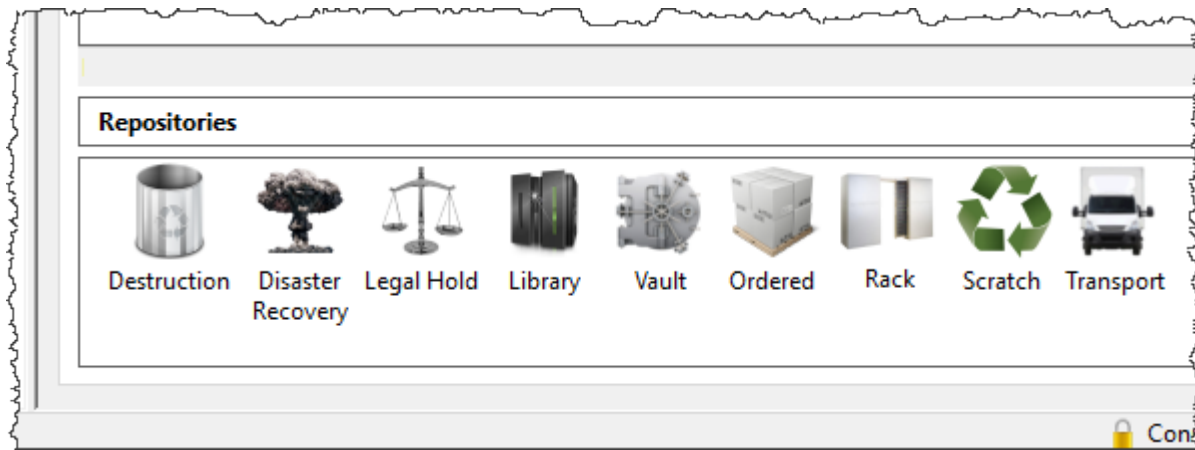 Repositories
Destruction
Disaster
Recovery
Legal Hold
Library
Vault
Ordered
Rack
Scratch
Transport